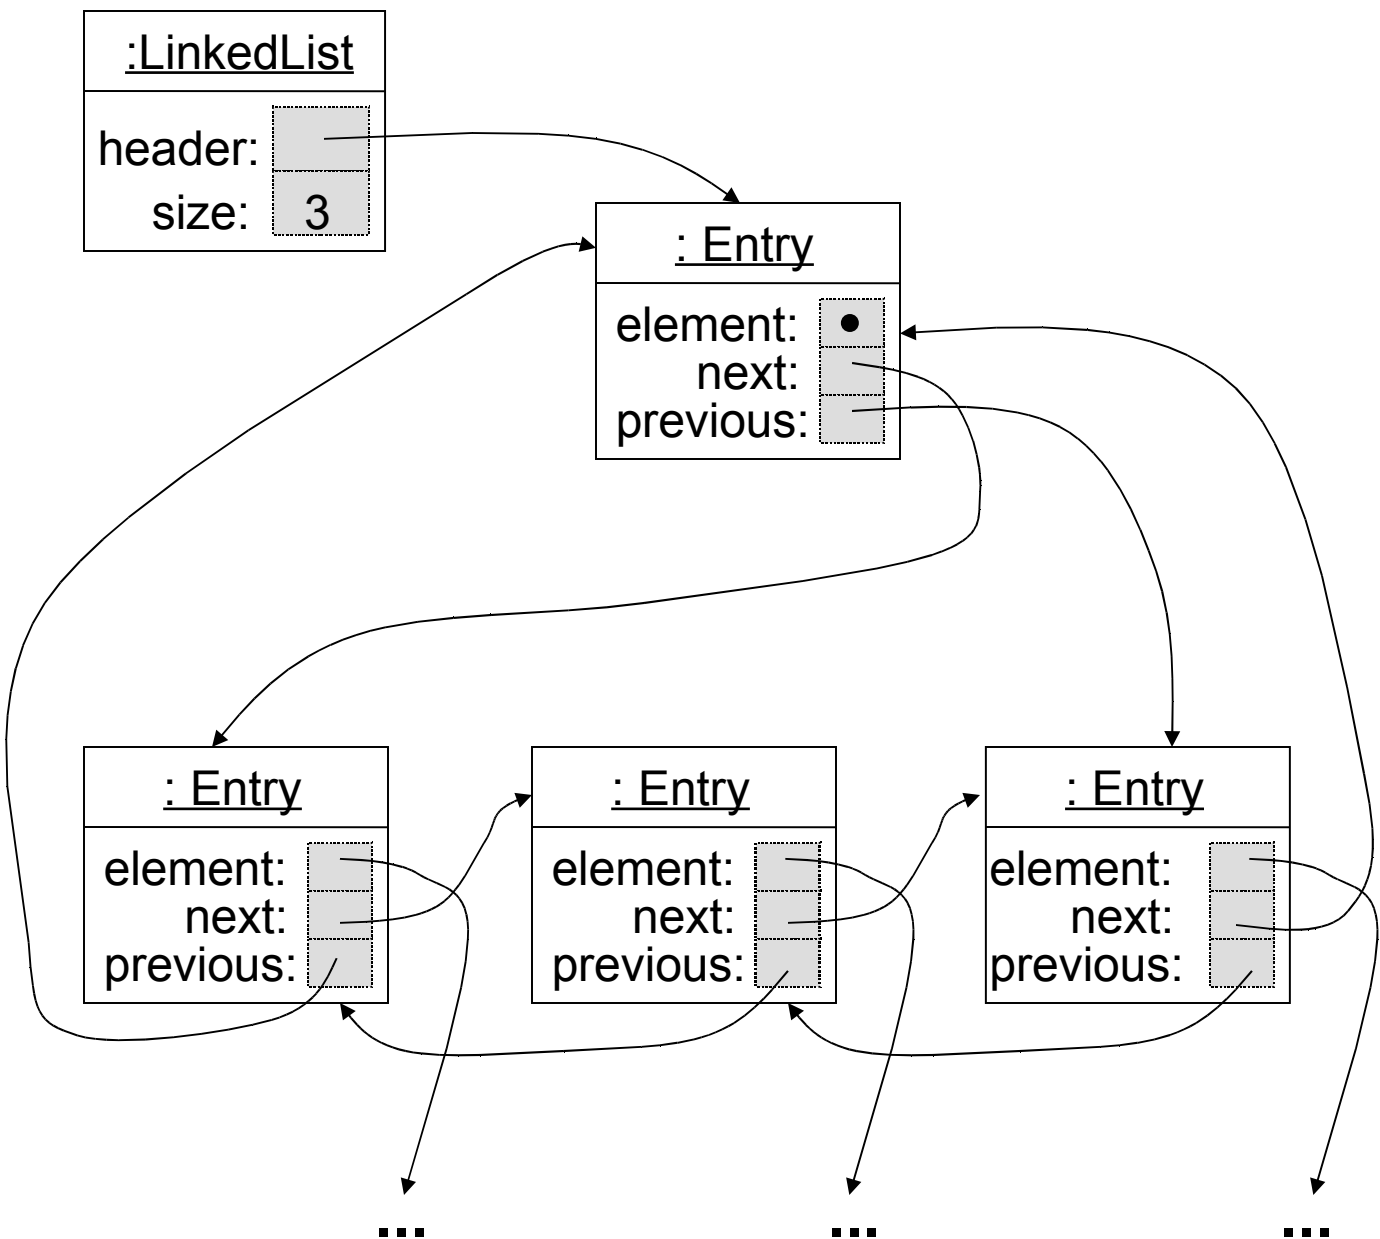 :LinkedList
header:
size: 3
: Entry
element:
next:
previous:
: Entry
element:
next:
previous:
: Entry
element:
next:
previous:
: Entry
element:
next:
previous:
...
...
...